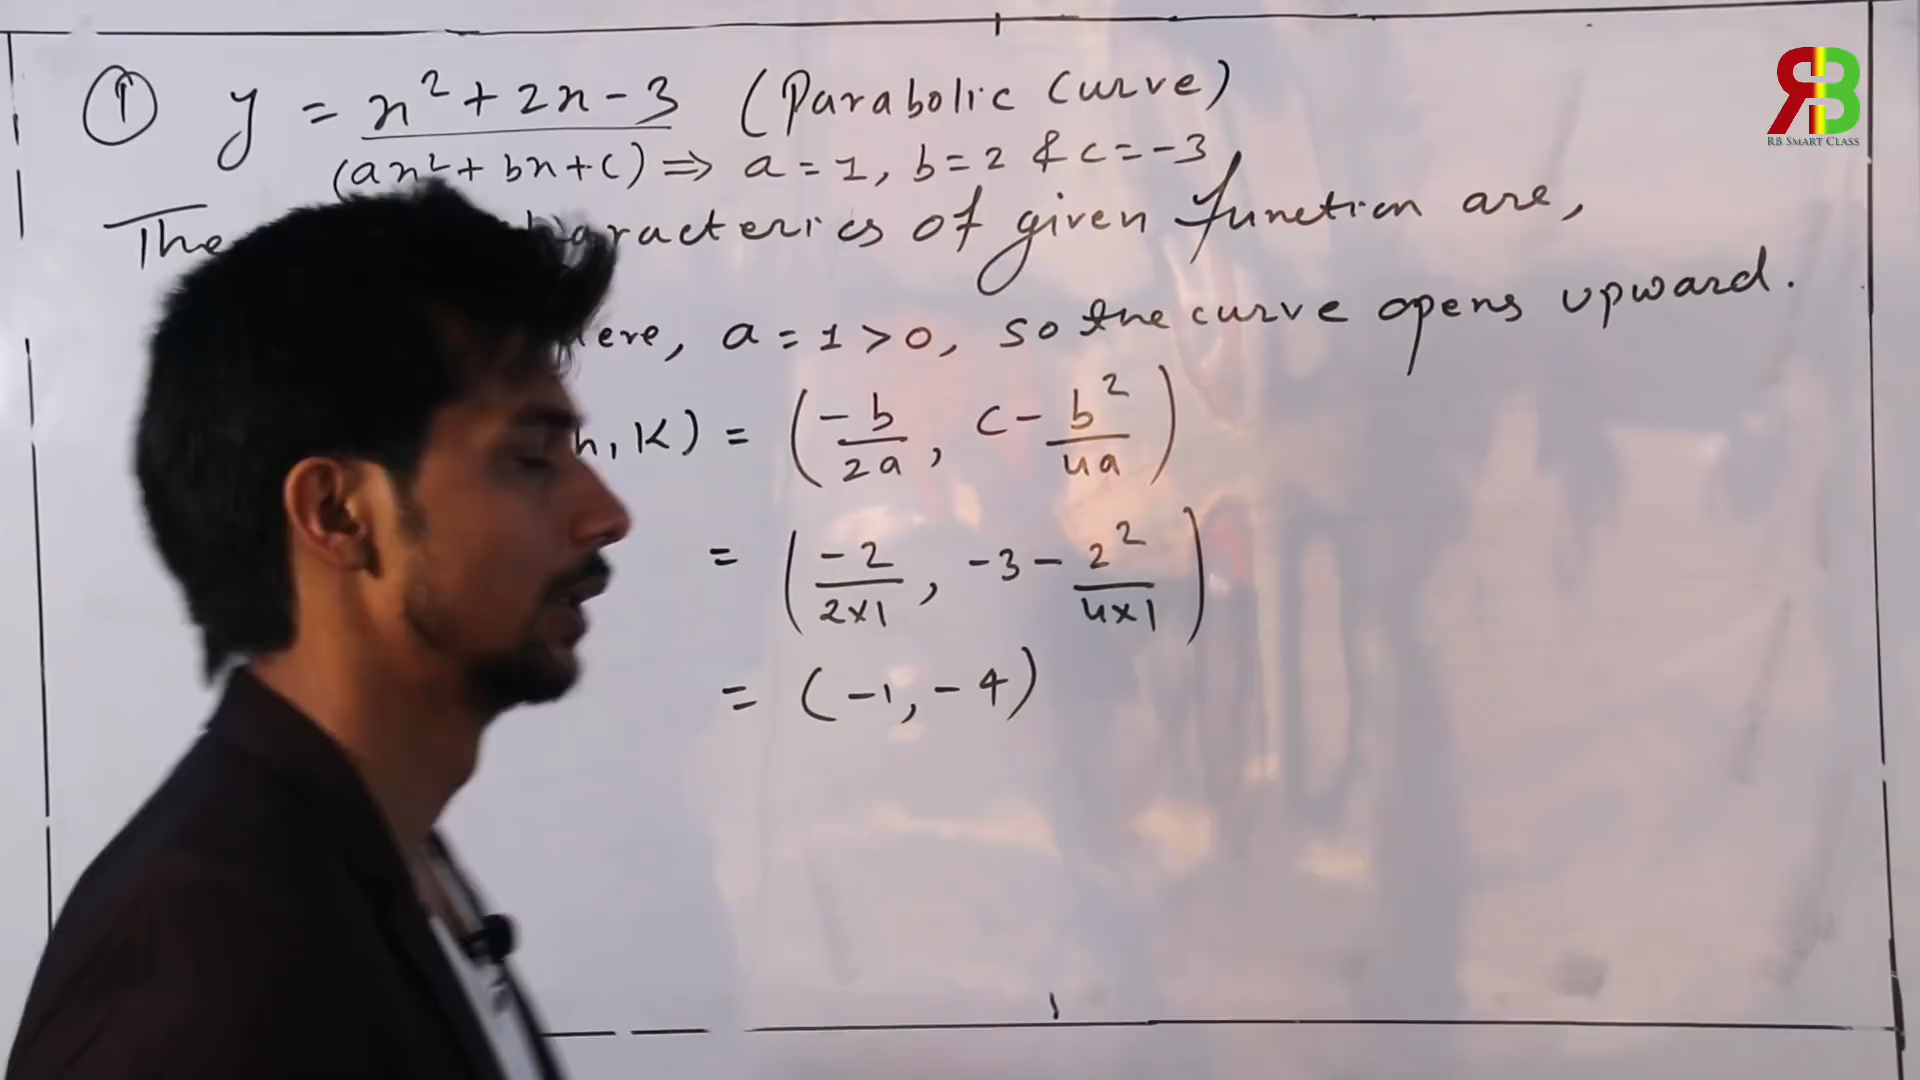 ① y = x² + 2x - 3 (Parabolic Curve)
(ax² + bx + c) ⇒ a = 1, b = 2 & c = -3,
The characterics of given function are,
a = 1 > 0, so the curve opens upward.
, K) = (-b/2a, c - b²/4a)
= (-2/2×1, -3 - 2²/4×1)
= (-1, -4)
RB
RB SMART CLASS